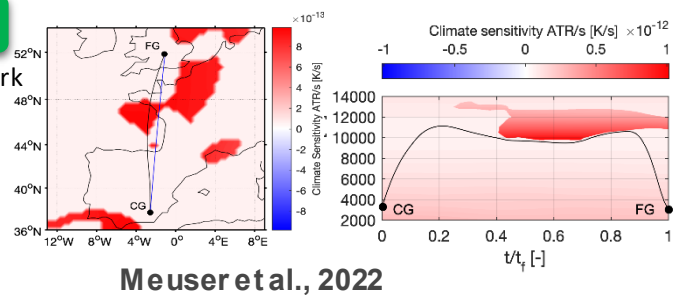 rk
×10⁻¹³
Climate Sensitivity ATR/s [K/s]
8
6
4
2
0
-2
-4
-6
-8
52°N
48°N
44°N
40°N
36°N
12°W 8°W 4°W 0° 4°E 8°E
FG
CG
Climate sensitivity ATR/s [K/s] ×10⁻¹²
-1 -0.5 0 0.5 1
14000
12000
10000
8000
6000
4000
2000
CG
FG
0 0.2 0.4 0.6 0.8 1
t/t_f [-]
Meuser et al., 2022